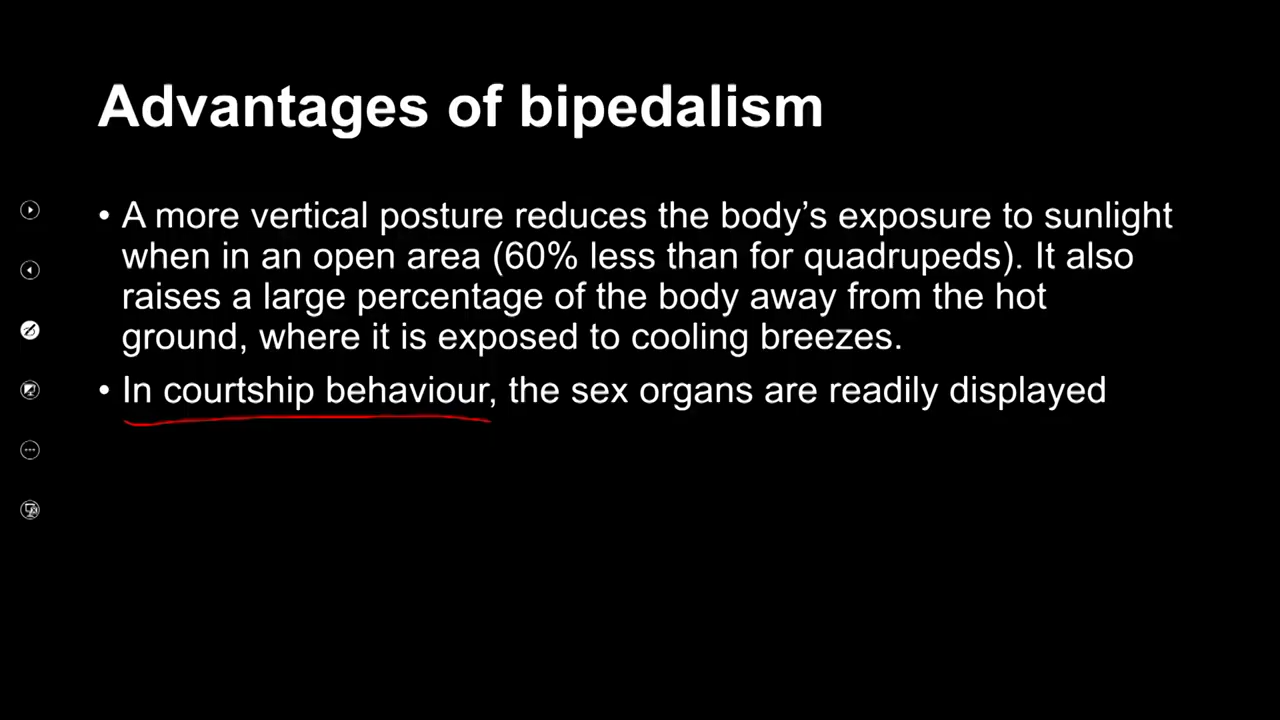 Advantages of bipedalism
• A more vertical posture reduces the body’s exposure to sunlight
when in an open area (60% less than for quadrupeds). It also
raises a large percentage of the body away from the hot
ground, where it is exposed to cooling breezes.
• In courtship behaviour, the sex organs are readily displayed